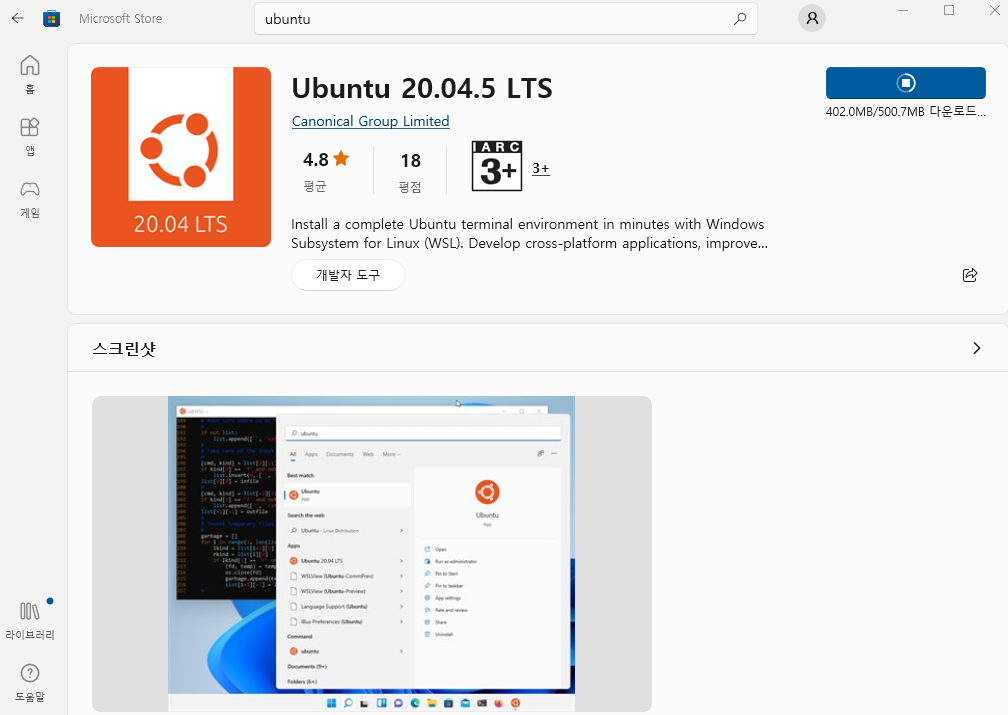 Microsoft Store
ubuntu
홈
앱
게임
라이브러리
도움말
20.04 LTS
Ubuntu 20.04.5 LTS
Canonical Group Limited
4.8
평균
18
평점
IARC
3+
3+
Install a complete Ubuntu terminal environment in minutes with Windows
Subsystem for Linux (WSL). Develop cross-platform applications, improve...
개발자 도구
402.0MB/500.7MB 다운로드...
스크린샷
ubuntu
All Apps Documents Web More
Best match
Ubuntu
App
Search the web
Ubuntu - Linux Distribution
Apps
Ubuntu 20.04 LTS
WSLView (Ubuntu-CommPrev)
WSLView (Ubuntu-Preview)
Language Support (Ubuntu)
IBus Preferences (Ubuntu)
Command
ubuntu
Documents (9+)
Folders (6+)
Ubuntu
App
Open
Run as administrator
Pin to Start
Pin to taskbar
App settings
Rate and review
Share
Uninstall